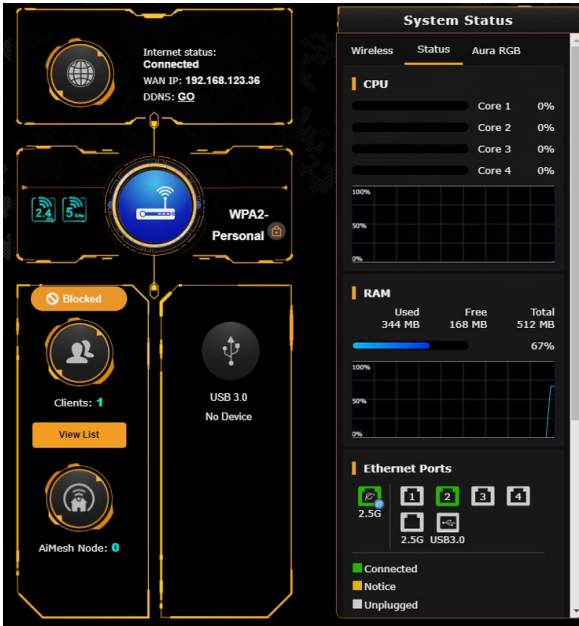 Internet status:
Connected
WAN IP: 192.168.123.36
DDNS: GO
2.4
GHz
5 GHz
WPA2-
Personal
Blocked
Clients: 1
View List
AiMesh Node: 0
USB 3.0
No Device
System Status
Wireless Status Aura RGB
CPU
Core 1 0%
Core 2 0%
Core 3 0%
Core 4 0%
100%
50%
0%
RAM
Used Free Total
344 MB 168 MB 512 MB
67%
100%
50%
0%
Ethernet Ports
1 2 3 4
2.5G
2.5G USB3.0
Connected
Notice
Unplugged